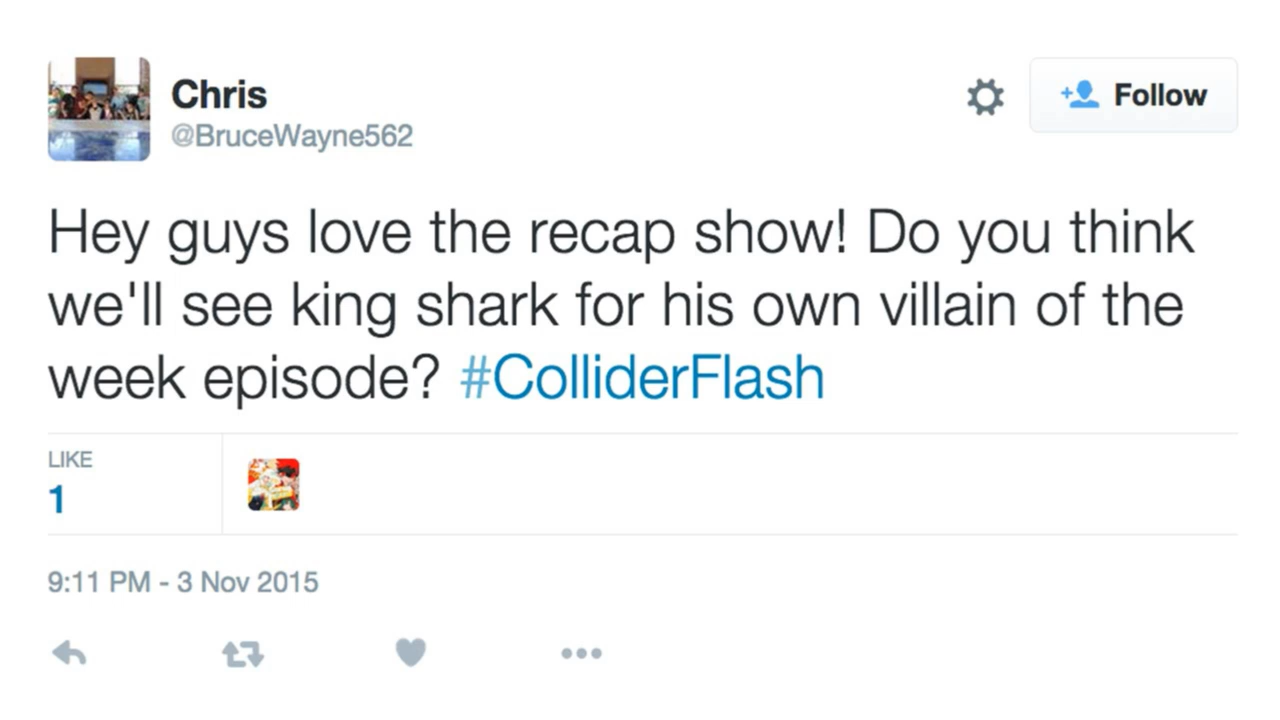 Chris
@BruceWayne562
Follow
Hey guys love the recap show! Do you think
we'll see king shark for his own villain of the
week episode? #ColliderFlash
LIKE
1
9:11 PM - 3 Nov 2015